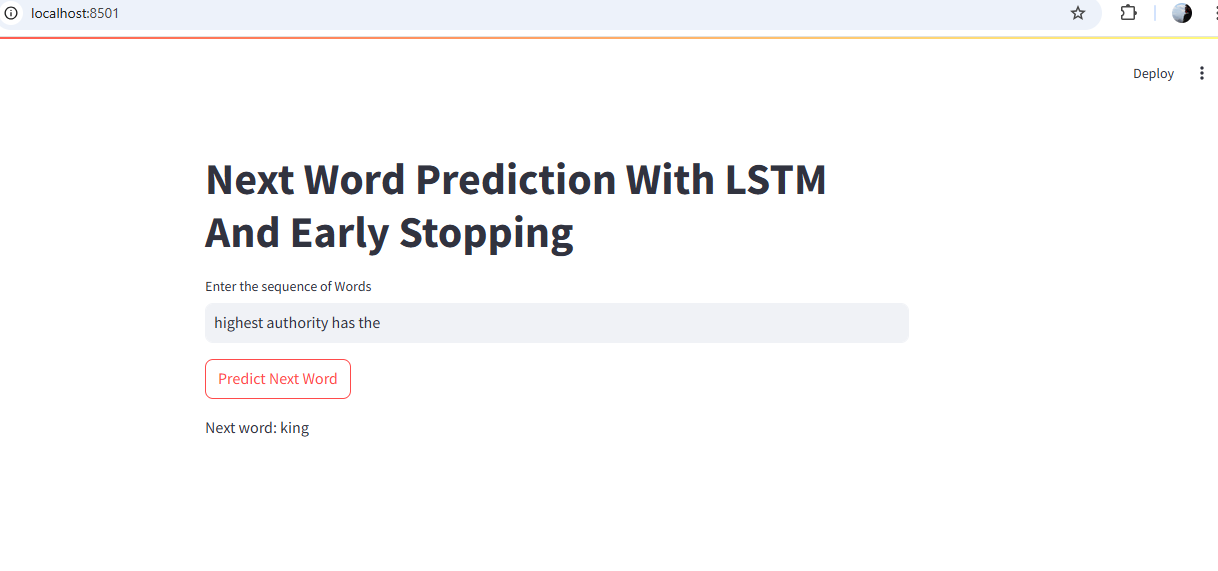 localhost:8501
Deploy
Next Word Prediction With LSTM
And Early Stopping
Enter the sequence of Words
highest authority has the
Predict Next Word
Next word: king